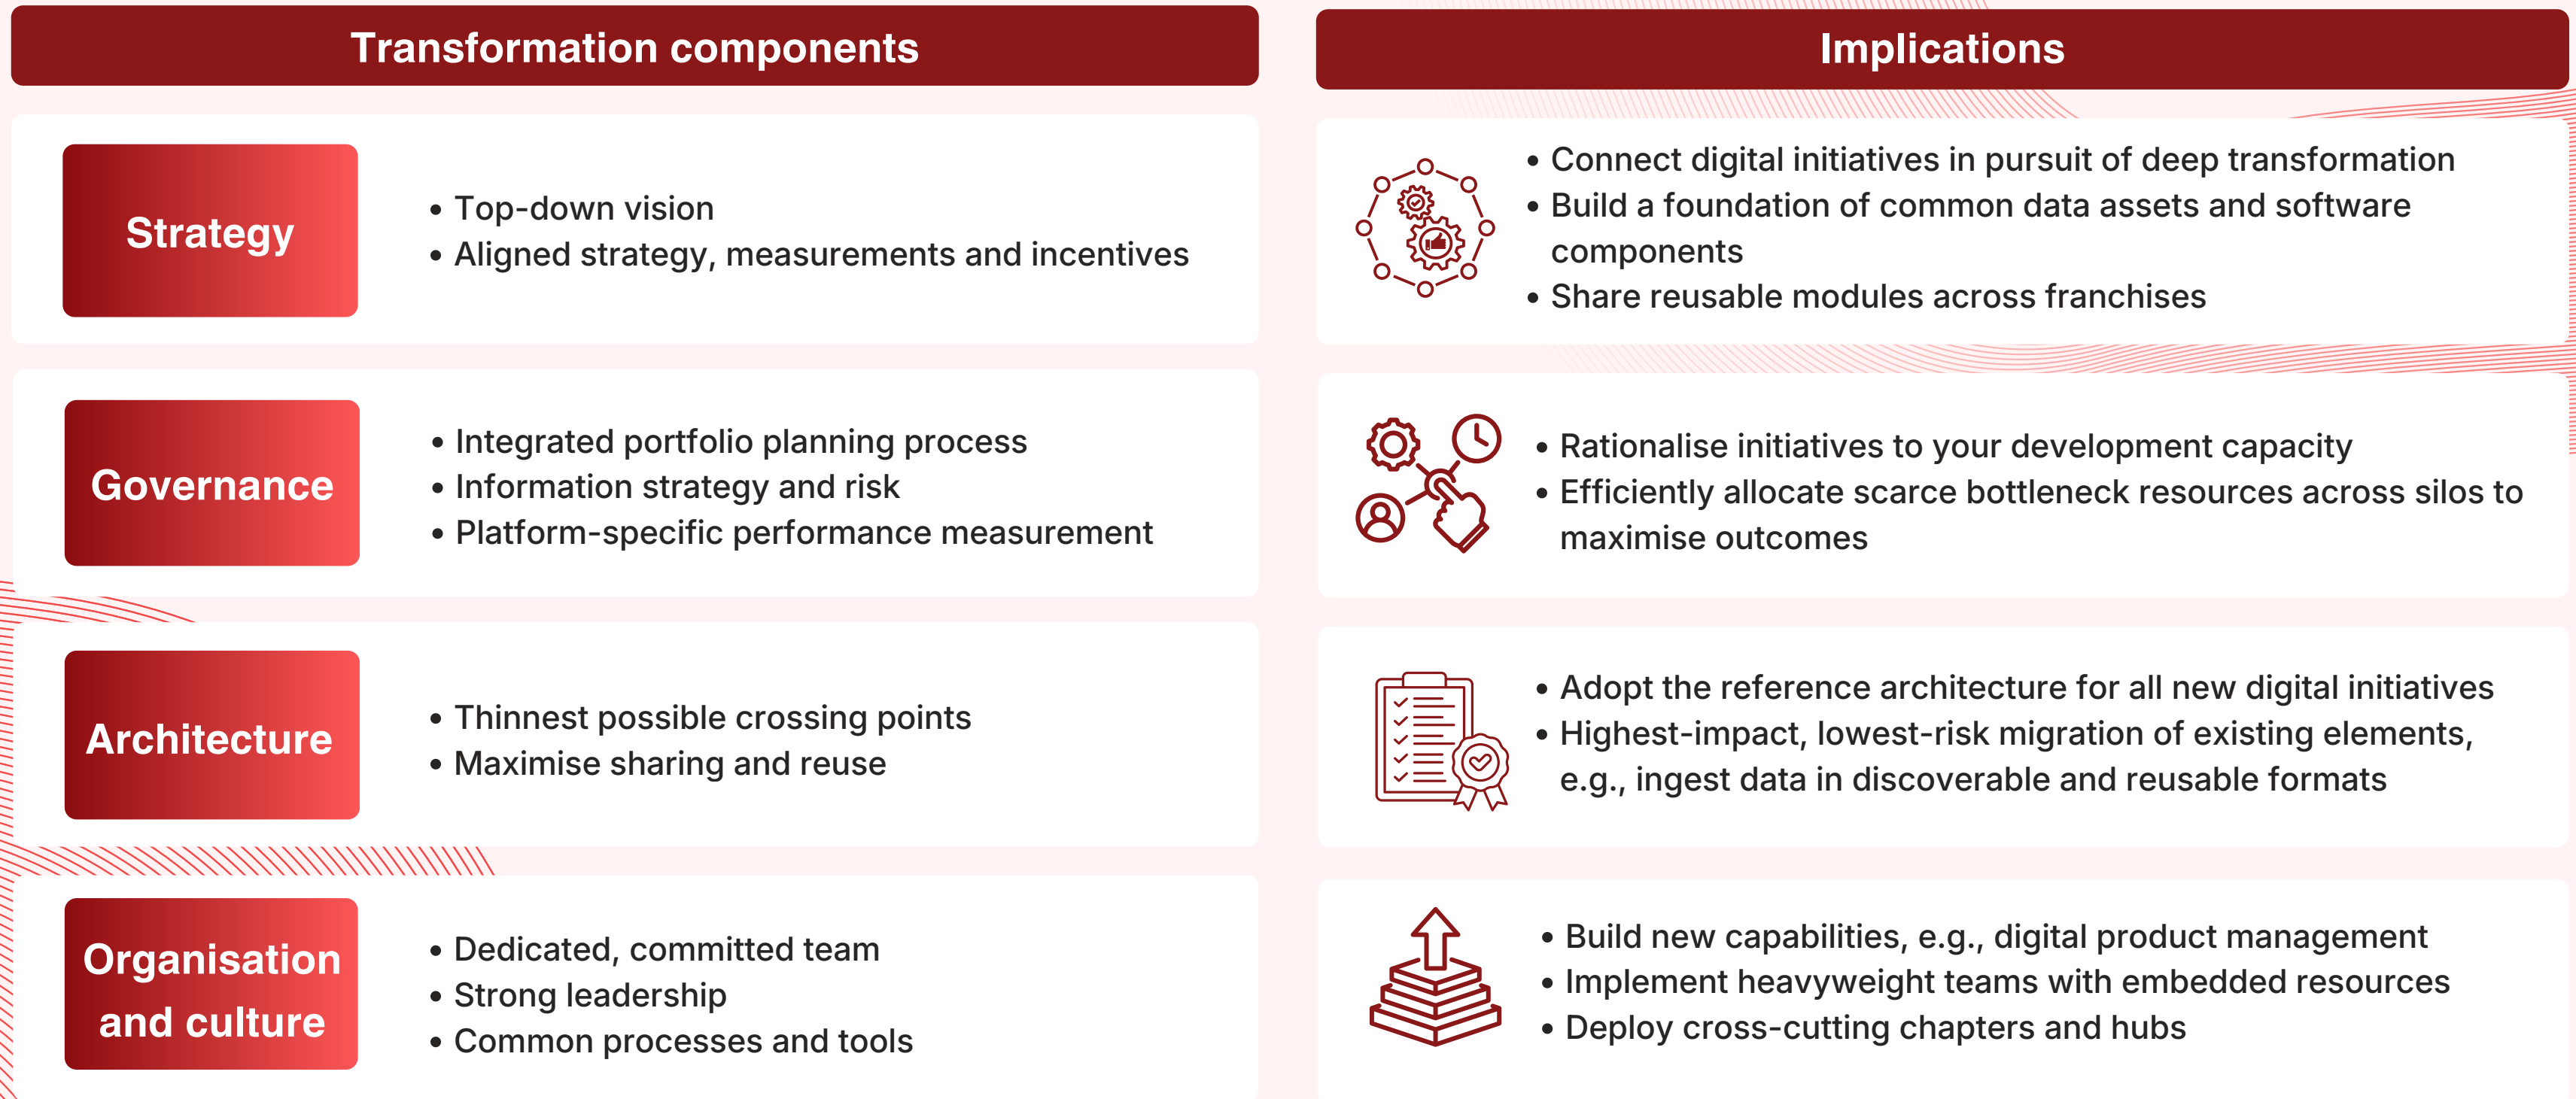 Transformation components
Implications
Strategy
• Top-down vision
• Aligned strategy, measurements and incentives
• Connect digital initiatives in pursuit of deep transformation
• Build a foundation of common data assets and software
components
• Share reusable modules across franchises
Governance
• Integrated portfolio planning process
• Information strategy and risk
• Platform-specific performance measurement
• Rationalise initiatives to your development capacity
• Efficiently allocate scarce bottleneck resources across silos to
maximise outcomes
Architecture
• Thinnest possible crossing points
• Maximise sharing and reuse
• Adopt the reference architecture for all new digital initiatives
• Highest-impact, lowest-risk migration of existing elements,
e.g., ingest data in discoverable and reusable formats
Organisation
and culture
• Dedicated, committed team
• Strong leadership
• Common processes and tools
• Build new capabilities, e.g., digital product management
• Implement heavyweight teams with embedded resources
• Deploy cross-cutting chapters and hubs